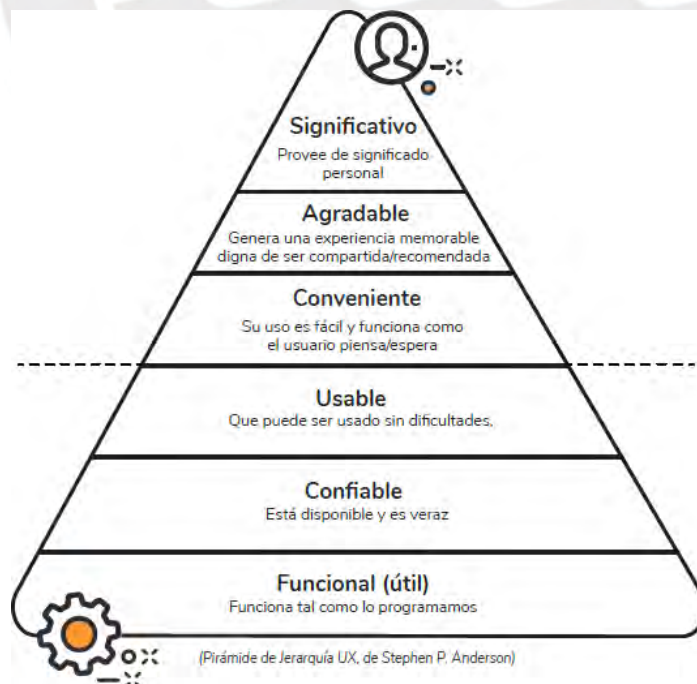 Significativo
Provee de significado
personal
Agradable
Genera una experiencia memorable
digna de ser compartida/recomendada
Conveniente
Su uso es fácil y funciona como
el usuario piensa/espera
Usable
Que puede ser usado sin dificultades.
Confiable
Está disponible y es veraz
Funcional (útil)
Funciona tal como lo programamos
(Pirámide de Jerarquía UX, de Stephen P. Anderson)